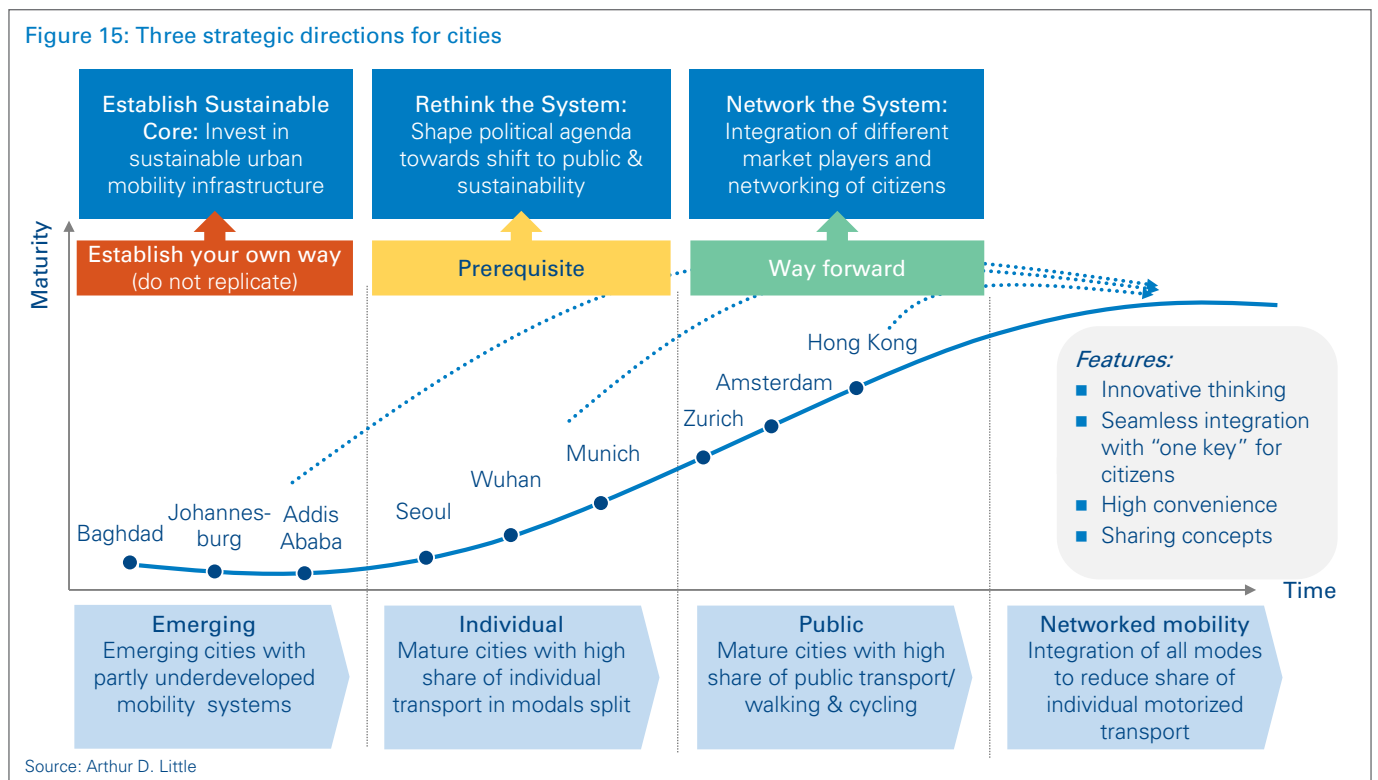 Figure 15: Three strategic directions for cities
Establish Sustainable
Core: Invest in
sustainable urban
mobility infrastructure
Rethink the System:
Shape political agenda
towards shift to public &
sustainability
Network the System:
Integration of different
market players and
networking of citizens
Establish your own way
(do not replicate)
Prerequisite
Way forward
Maturity
Baghdad
Johannes-
burg
Addis
Ababa
Seoul
Wuhan
Munich
Zurich
Amsterdam
Hong Kong
Features:
■ Innovative thinking
■ Seamless integration
with “one key” for
citizens
■ High convenience
■ Sharing concepts
Time
Emerging
Emerging cities with
partly underdeveloped
mobility systems
Individual
Mature cities with high
share of individual
transport in modals split
Public
Mature cities with high
share of public transport/
walking & cycling
Networked mobility
Integration of all modes
to reduce share of
individual motorized
transport
Source: Arthur D. Little